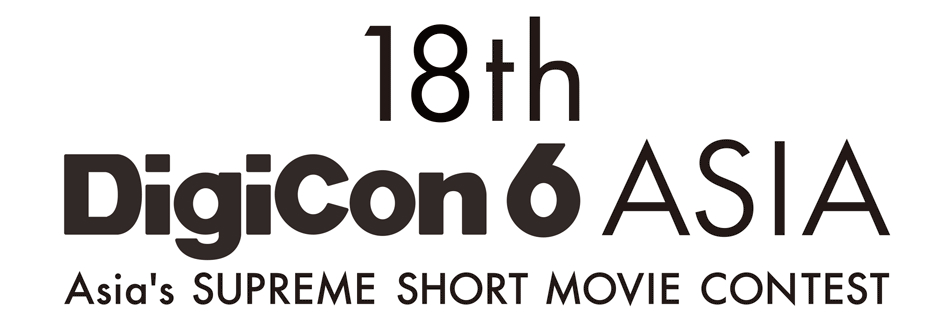 18th
DigiCon 6 ASIA
Asia's SUPREME SHORT MOVIE CONTEST